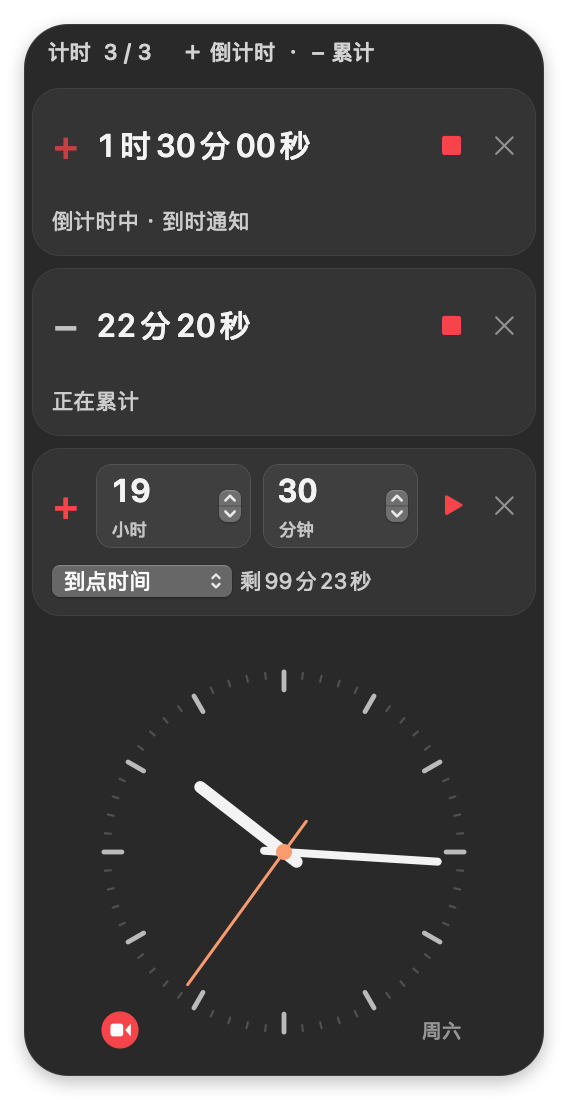 计时 3 / 3 + 倒计时 · – 累计
+ 1时30分00秒
倒计时中 · 到时通知
– 22分20秒
正在累计
+ 19 30
小时 分钟
到点时间 剩99分23秒
周六